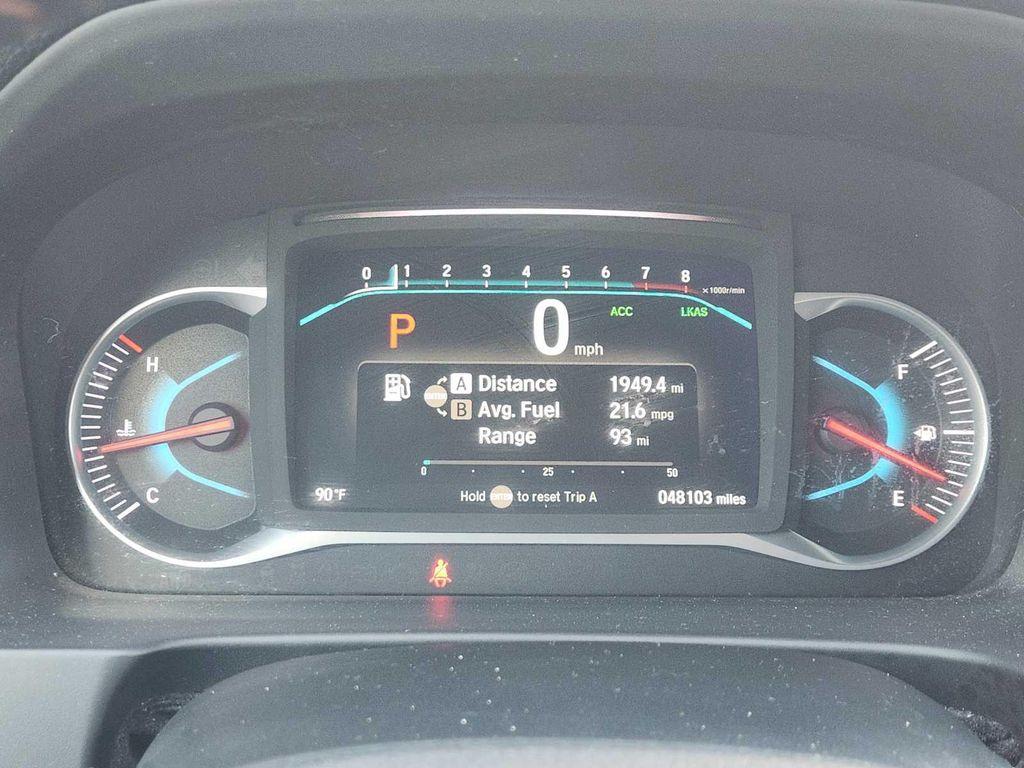 0 1 2 3 4 5 6 7 8 ×1000r/min
P 0 mph ACC LKAS
H
F
A Distance 1949.4 mi
B Avg. Fuel 21.6 mpg
Range 93 mi
0 25 50
C
E
90°F
Hold ENTER to reset Trip A
048103 miles